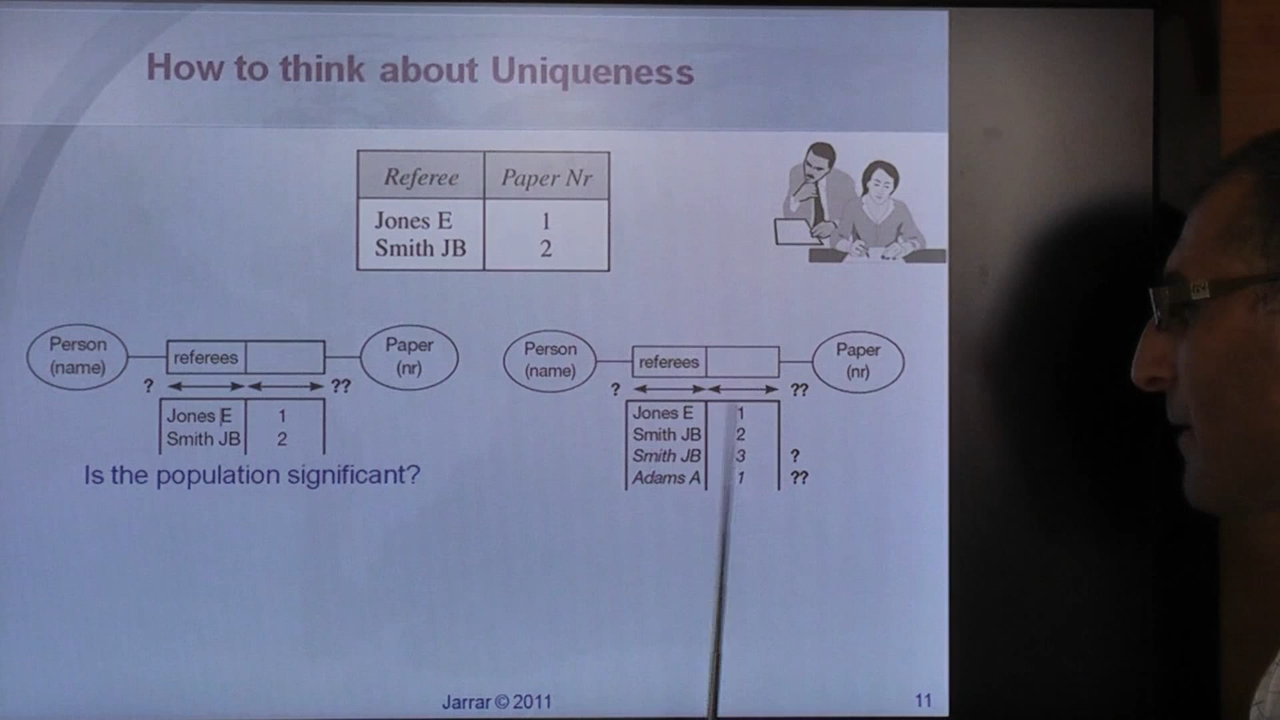 How to think about Uniqueness
Referee Paper Nr
Jones E 1
Smith JB 2
Person (name) referees Paper (nr)
? ??
Jones E 1
Smith JB 2
Is the population significant?
Person (name) referees Paper (nr)
? ??
Jones E 1
Smith JB 2
Smith JB 3 ?
Adams A 1 ??
Jarrar © 2011
11